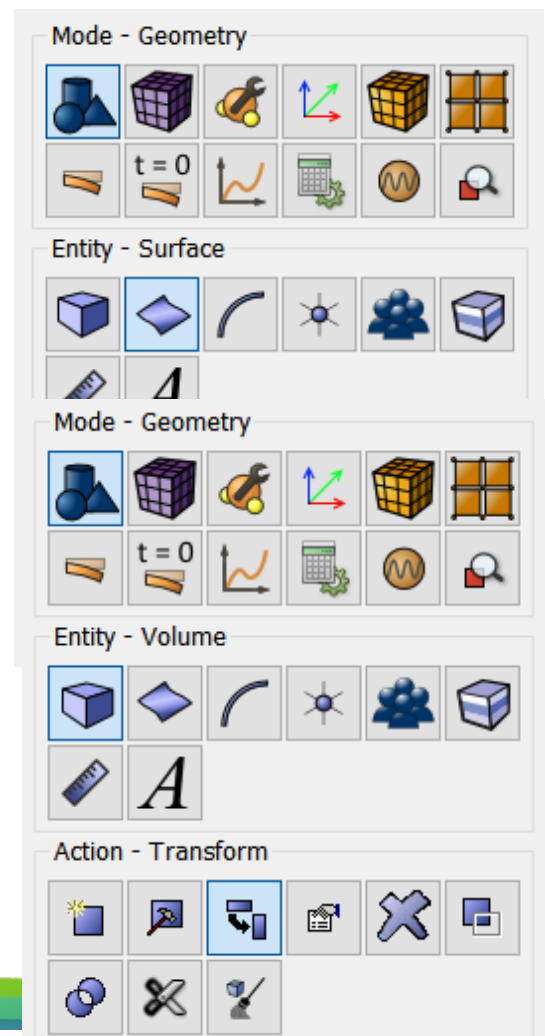 Mode - Geometry
t = 0
Entity - Surface
A
Mode - Geometry
t = 0
Entity - Volume
A
Action - Transform